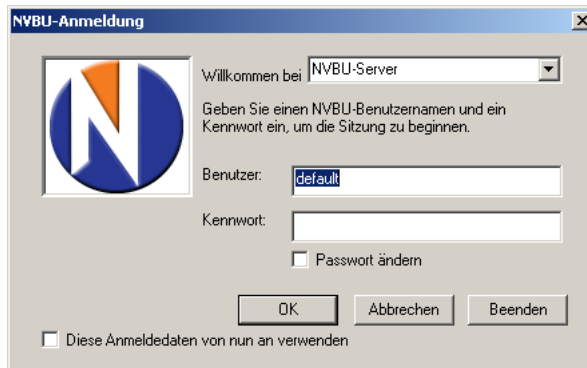 NVBU-Anmeldung
Willkommen bei NVBU-Server
Geben Sie einen NVBU-Benutzernamen und ein
Kennwort ein, um die Sitzung zu beginnen.
Benutzer: default
Kennwort:
Passwort ändern
OK Abbrechen Beenden
Diese Anmeldedaten von nun an verwenden